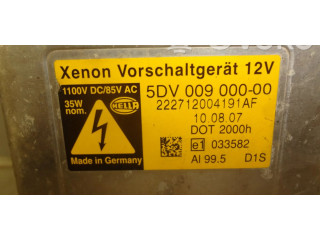 Xenon Vorschaltgerät 12V
1100V DC/85V AC
35W
nom.
HELLA
5DV 009 000-00
222712004191AF
10.08.07
DOT 2000h
e1 033582
Made in Germany
Al 99.5 D1S